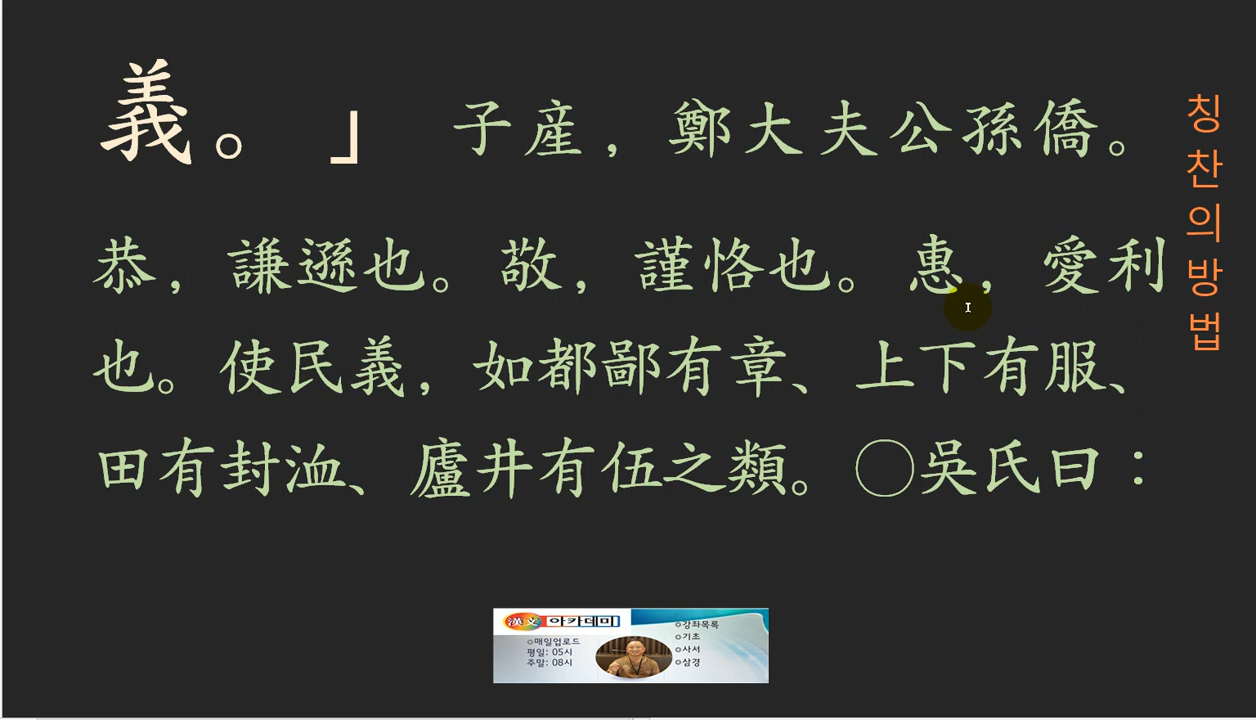 義。 」 子産，鄭大夫公孫僑。
恭，謙遜也。敬，謹恪也。惠，愛利
也。使民義，如都鄙有章、上下有服、
田有封洫、廬井有伍之類。〇吳氏曰：
칭찬의방법
漢文 아카데미
○매일업로드
평일: 05시
주말: 08시
○강좌목록
○기초
○사서
○삼경